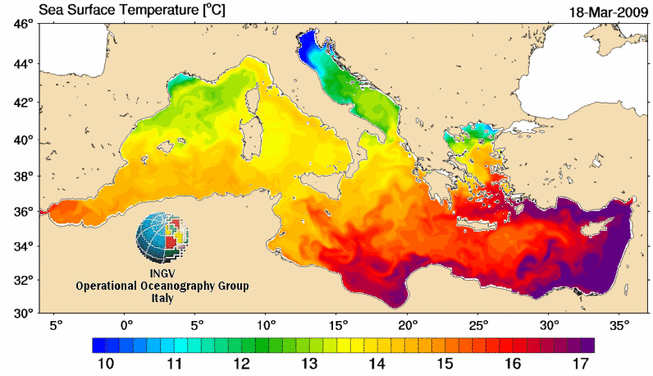 Sea Surface Temperature [°C]
18-Mar-2009
46°
44°
42°
40°
38°
36°
34°
32°
30°
INGV
Operational Oceanography Group
Italy
5° 0° 5° 10° 15° 20° 25° 30° 35°
10 11 12 13 14 15 16 17